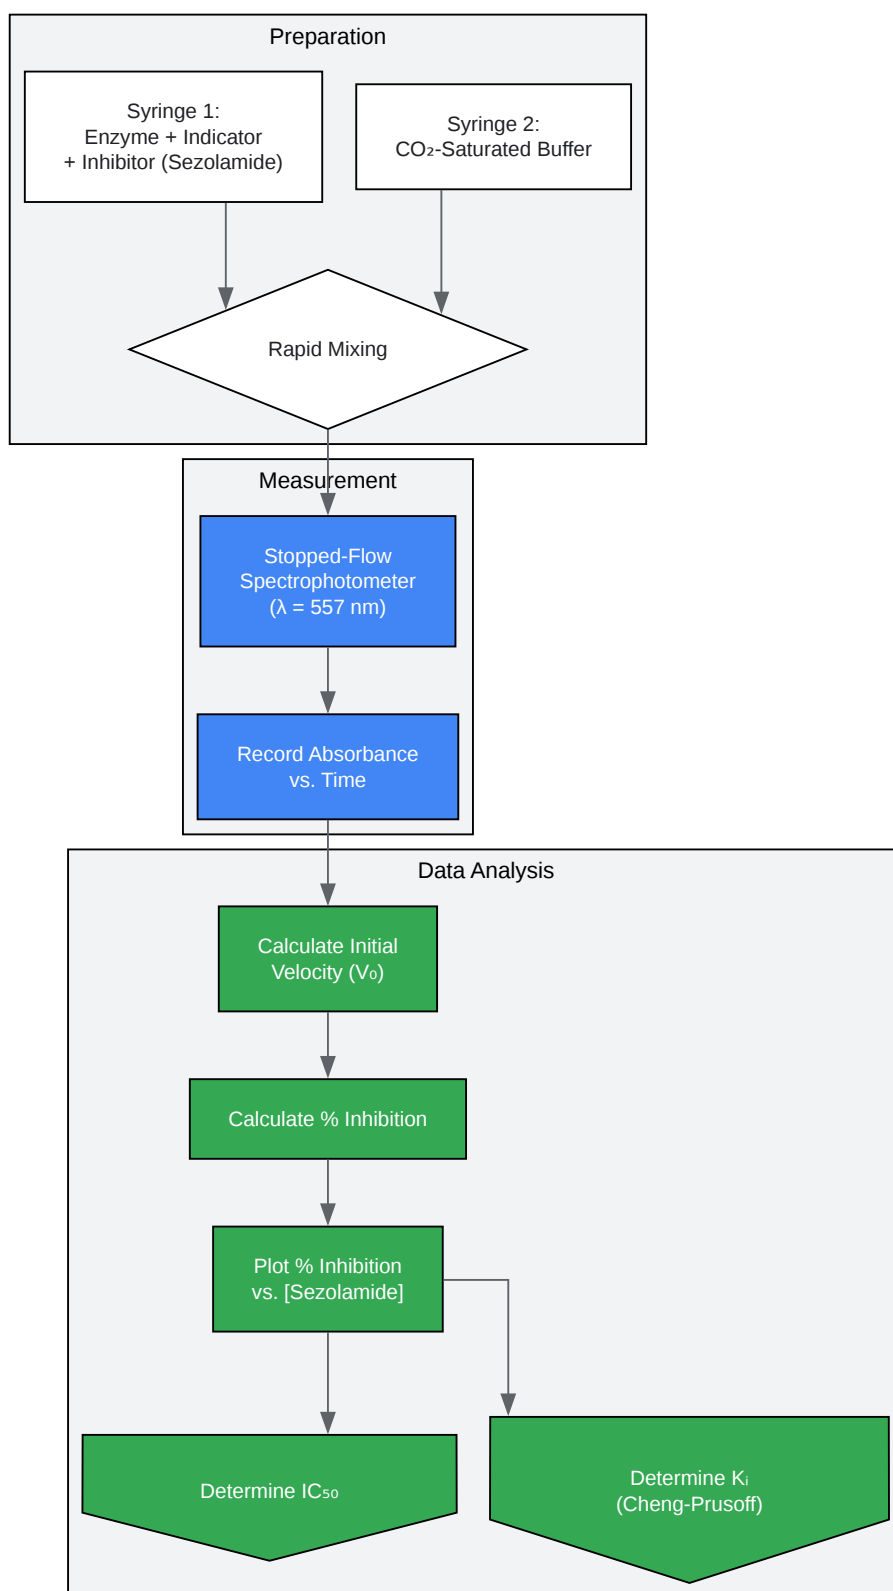 Preparation
Syringe 1:
Enzyme + Indicator
+ Inhibitor (Sezolamide)
Syringe 2:
CO₂-Saturated Buffer
Rapid Mixing
Measurement
Stopped-Flow
Spectrophotometer
(λ = 557 nm)
Record Absorbance
vs. Time
Data Analysis
Calculate Initial
Velocity (V₀)
Calculate % Inhibition
Plot % Inhibition
vs. [Sezolamide]
Determine IC₅₀
Determine Kᵢ
(Cheng-Prusoff)